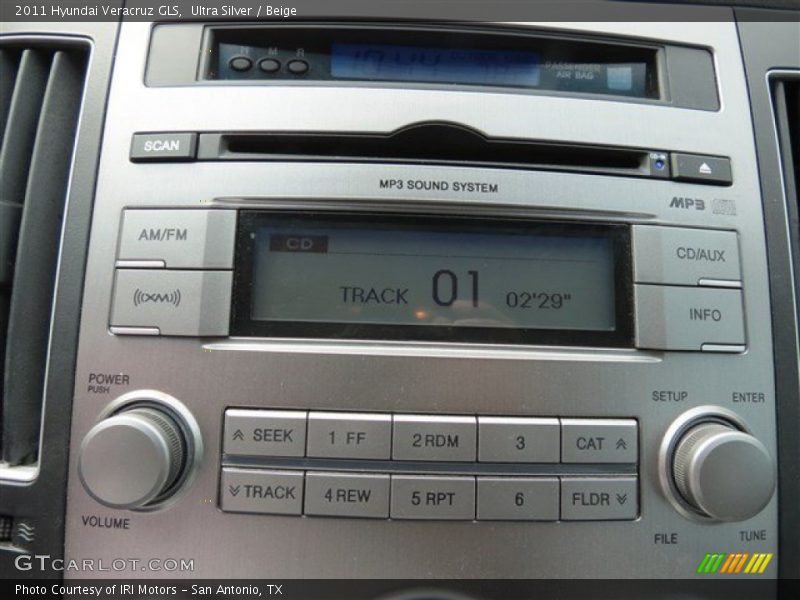 2011 Hyundai Veracruz GLS,  Ultra Silver / Beige
H M R
PASSENGER
AIR BAG
SCAN
MP3 SOUND SYSTEM
MP3
AM/FM
CD
CD/AUX
TRACK 01 02'29"
((XM))
INFO
POWER
PUSH
SETUP
ENTER
SEEK
1 FF
2 RDM
3
CAT
TRACK
4 REW
5 RPT
6
FLDR
VOLUME
FILE
TUNE
GTCARLOT.COM
Photo Courtesy of IRI Motors – San Antonio, TX